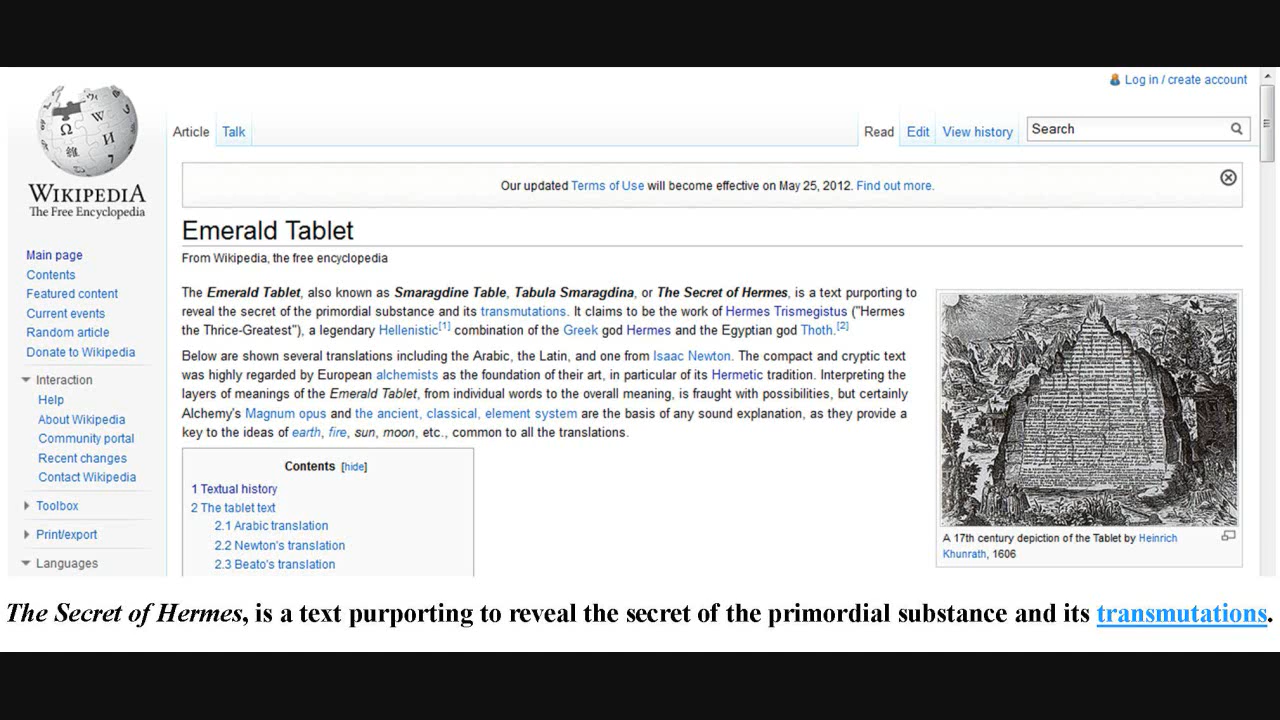 Log in / create account
Article Talk Read Edit View history Search
WIKIPEDIA
The Free Encyclopedia
Our updated Terms of Use will become effective on May 25, 2012. Find out more.
Emerald Tablet
From Wikipedia, the free encyclopedia
Main page
Contents
Featured content
Current events
Random article
Donate to Wikipedia
Interaction
Help
About Wikipedia
Community portal
Recent changes
Contact Wikipedia
Toolbox
Print/export
Languages
The Emerald Tablet, also known as Smaragdine Table, Tabula Smaragdina, or The Secret of Hermes, is a text purporting to
reveal the secret of the primordial substance and its transmutations. It claims to be the work of Hermes Trismegistus ("Hermes
the Thrice-Greatest"), a legendary Hellenistic[1] combination of the Greek god Hermes and the Egyptian god Thoth.[2]
Below are shown several translations including the Arabic, the Latin, and one from Isaac Newton. The compact and cryptic text
was highly regarded by European alchemists as the foundation of their art, in particular of its Hermetic tradition. Interpreting the
layers of meanings of the Emerald Tablet, from individual words to the overall meaning, is fraught with possibilities, but certainly
Alchemy's Magnum opus and the ancient, classical, element system are the basis of any sound explanation, as they provide a
key to the ideas of earth, fire, sun, moon, etc., common to all the translations.
Contents [hide]
1 Textual history
2 The tablet text
2.1 Arabic translation
2.2 Newton's translation
2.3 Beato's translation
A 17th century depiction of the Tablet by Heinrich
Khunrath, 1606
The Secret of Hermes, is a text purporting to reveal the secret of the primordial substance and its transmutations.